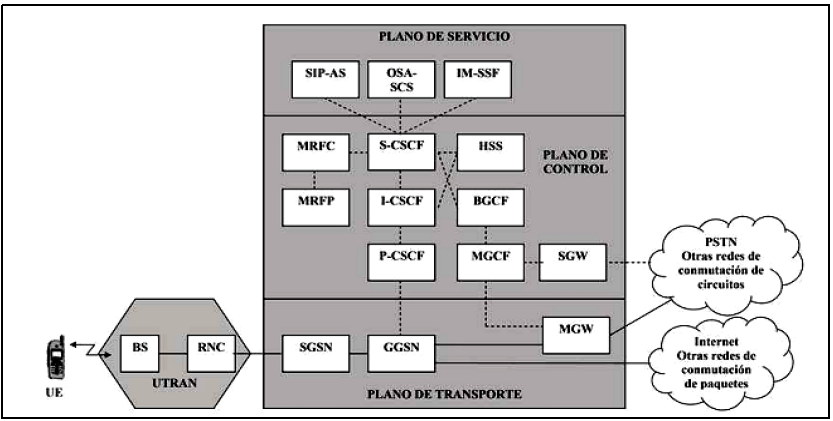 PLANO DE SERVICIO
SIP-AS
OSA-
SCS
IM-SSF
MRFC
S-CSCF
HSS
PLANO DE
CONTROL
MRFP
I-CSCF
BGCF
P-CSCF
MGCF
SGW
PSTN
Otras redes de
conmutación de
circuitos
MGW
BS
RNC
SGSN
GGSN
Internet
Otras redes de
conmutación
de paquetes
UTRAN
UE
PLANO DE TRANSPORTE